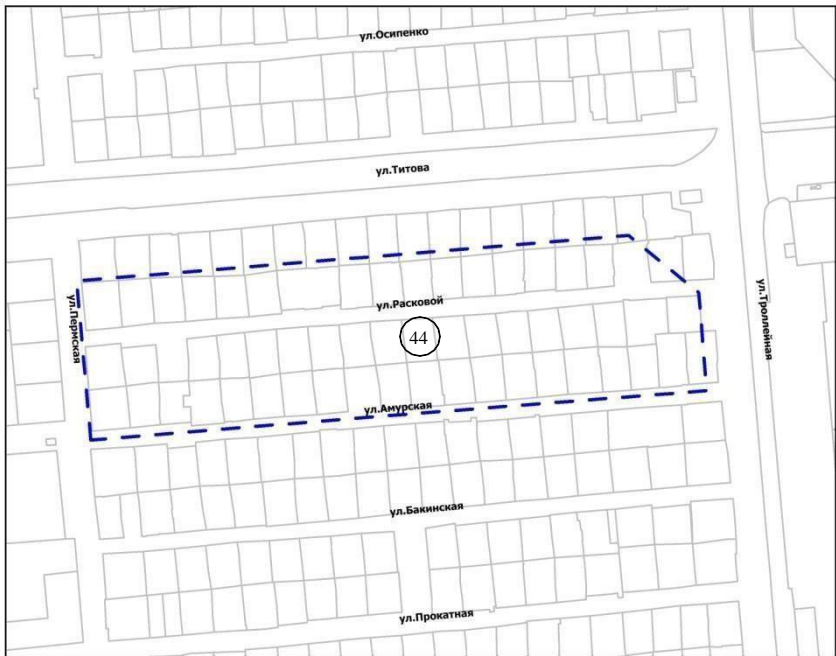 ул.Осипенко
ул.Титова
ул.Пермская
ул.Расковой
ул.Троллейная
44
ул.Амурская
ул.Бакинская
ул.Прокатная